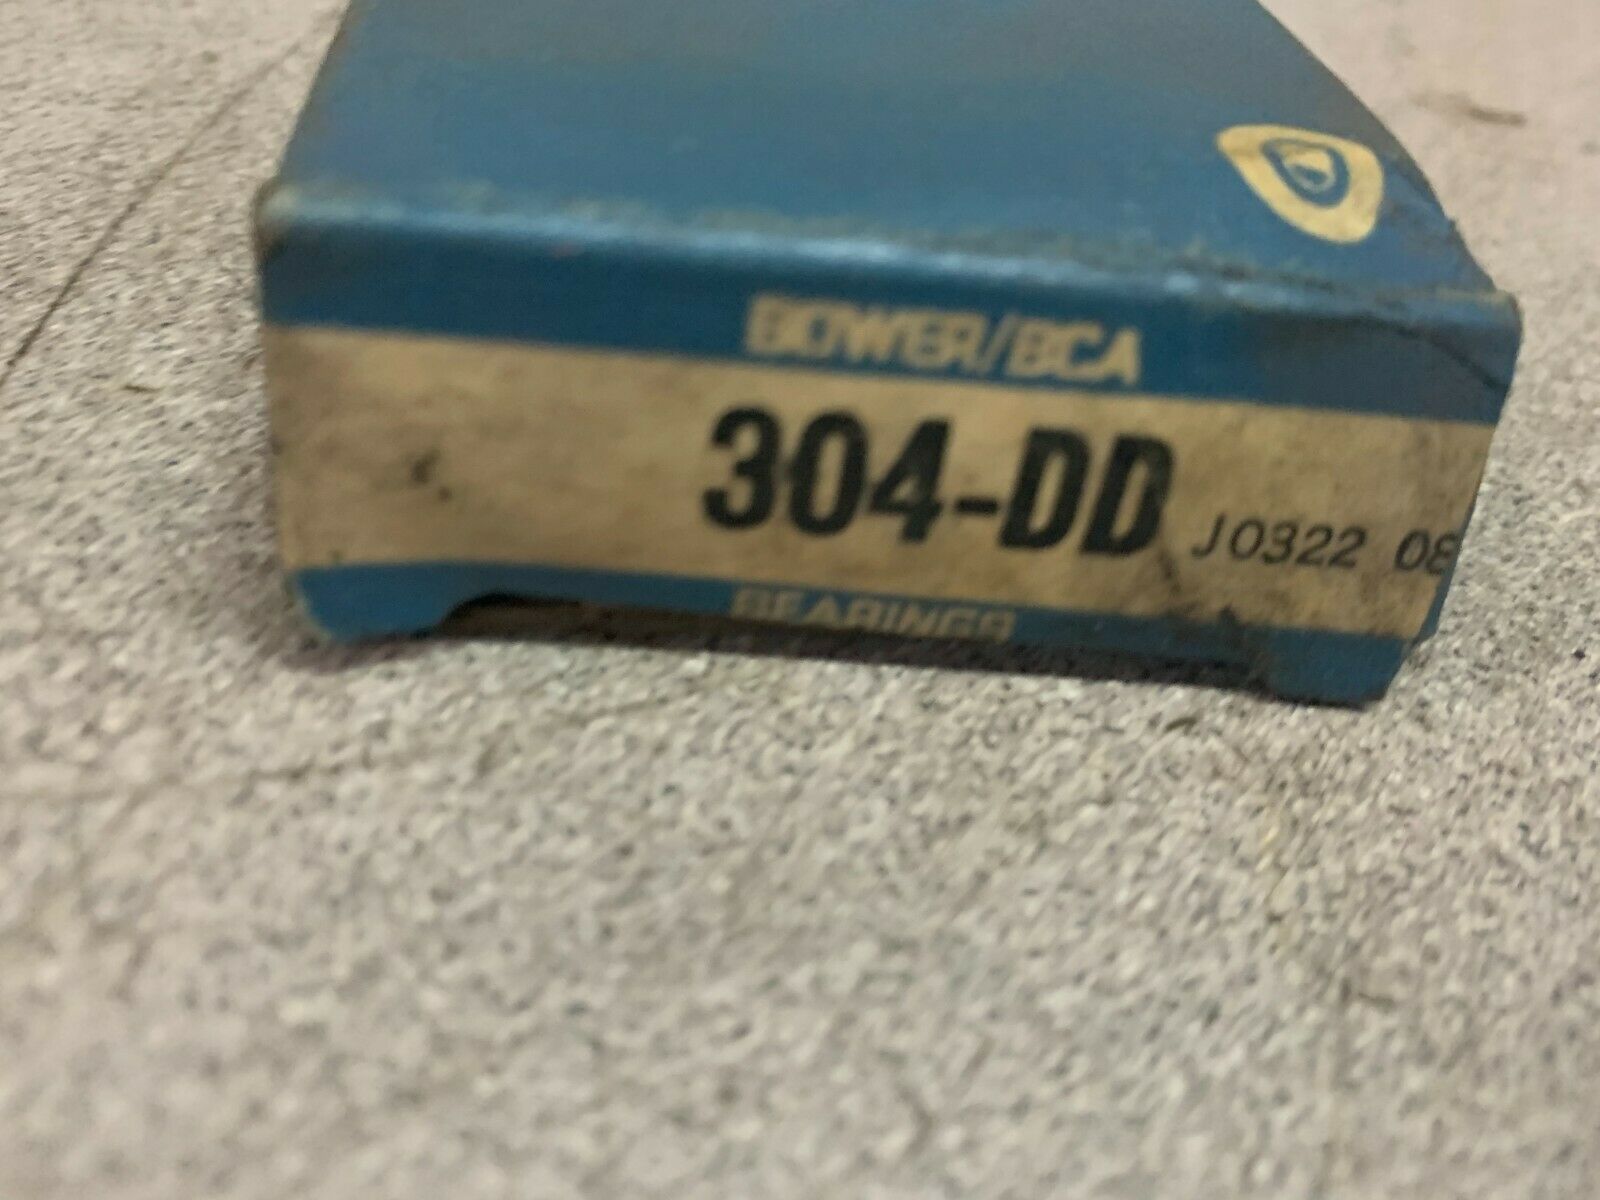 BOWER/BCA
304-DD J0322 08
BEARINGS